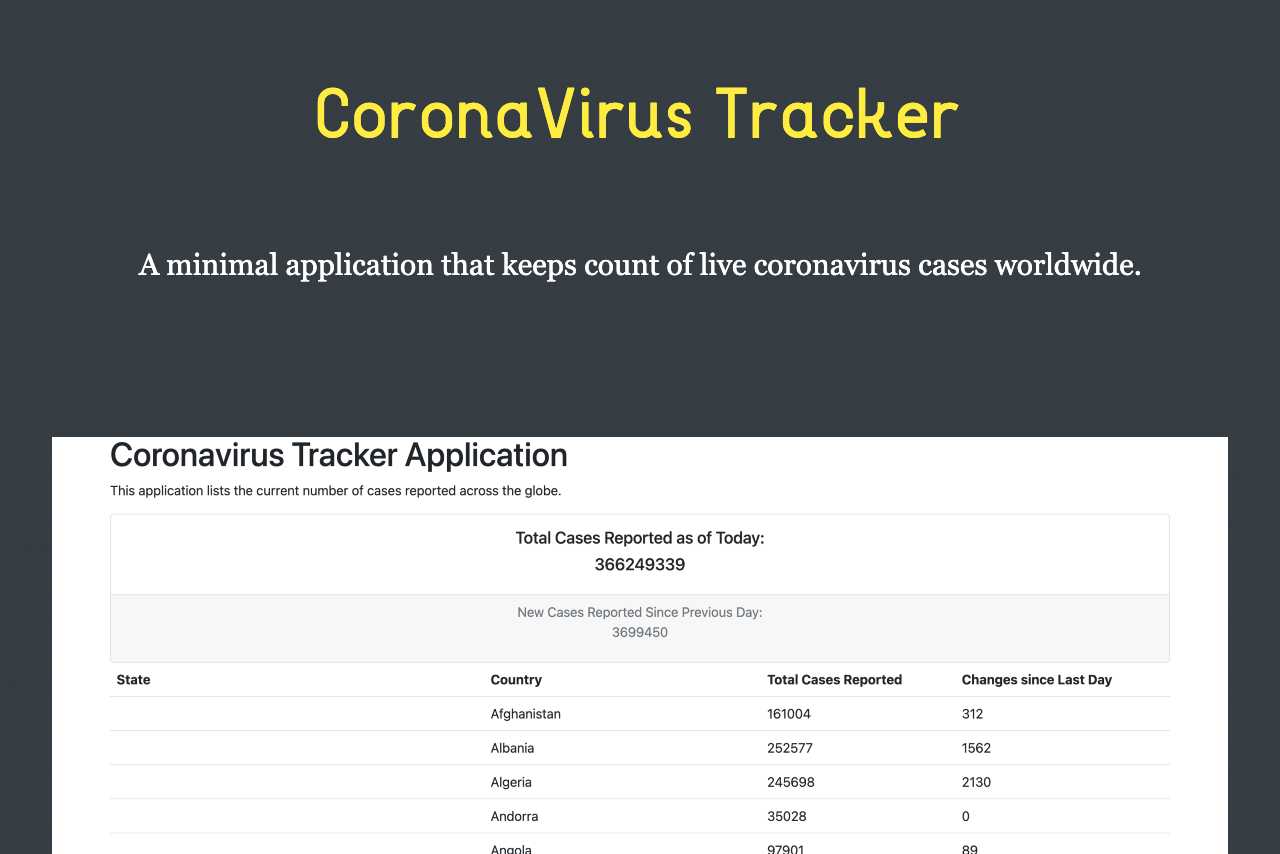 CoronaVirus Tracker
A minimal application that keeps count of live coronavirus cases worldwide.
Coronavirus Tracker Application
This application lists the current number of cases reported across the globe.
Total Cases Reported as of Today:
366249339
New Cases Reported Since Previous Day:
3699450
State Country Total Cases Reported Changes since Last Day
Afghanistan 161004 312
Albania 252577 1562
Algeria 245698 2130
Andorra 35028 0
Angola 97901 89